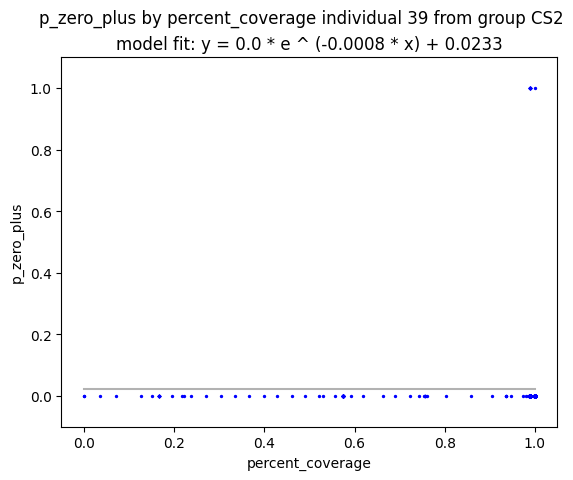 p_zero_plus by percent_coverage individual 39 from group CS2
model fit: y = 0.0 * e ^ (-0.0008 * x) + 0.0233
1.0
0.8
0.6
0.4
0.2
0.0
p_zero_plus
0.0 0.2 0.4 0.6 0.8 1.0
percent_coverage